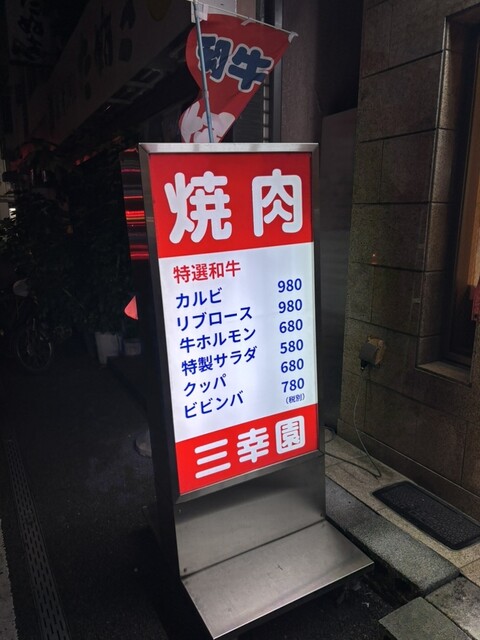 和牛
焼肉
特選和牛
カルビ 980
リブロース 980
牛ホルモン 680
特製サラダ 580
クッパ 680
ビビンバ 780
(税別)
三幸園